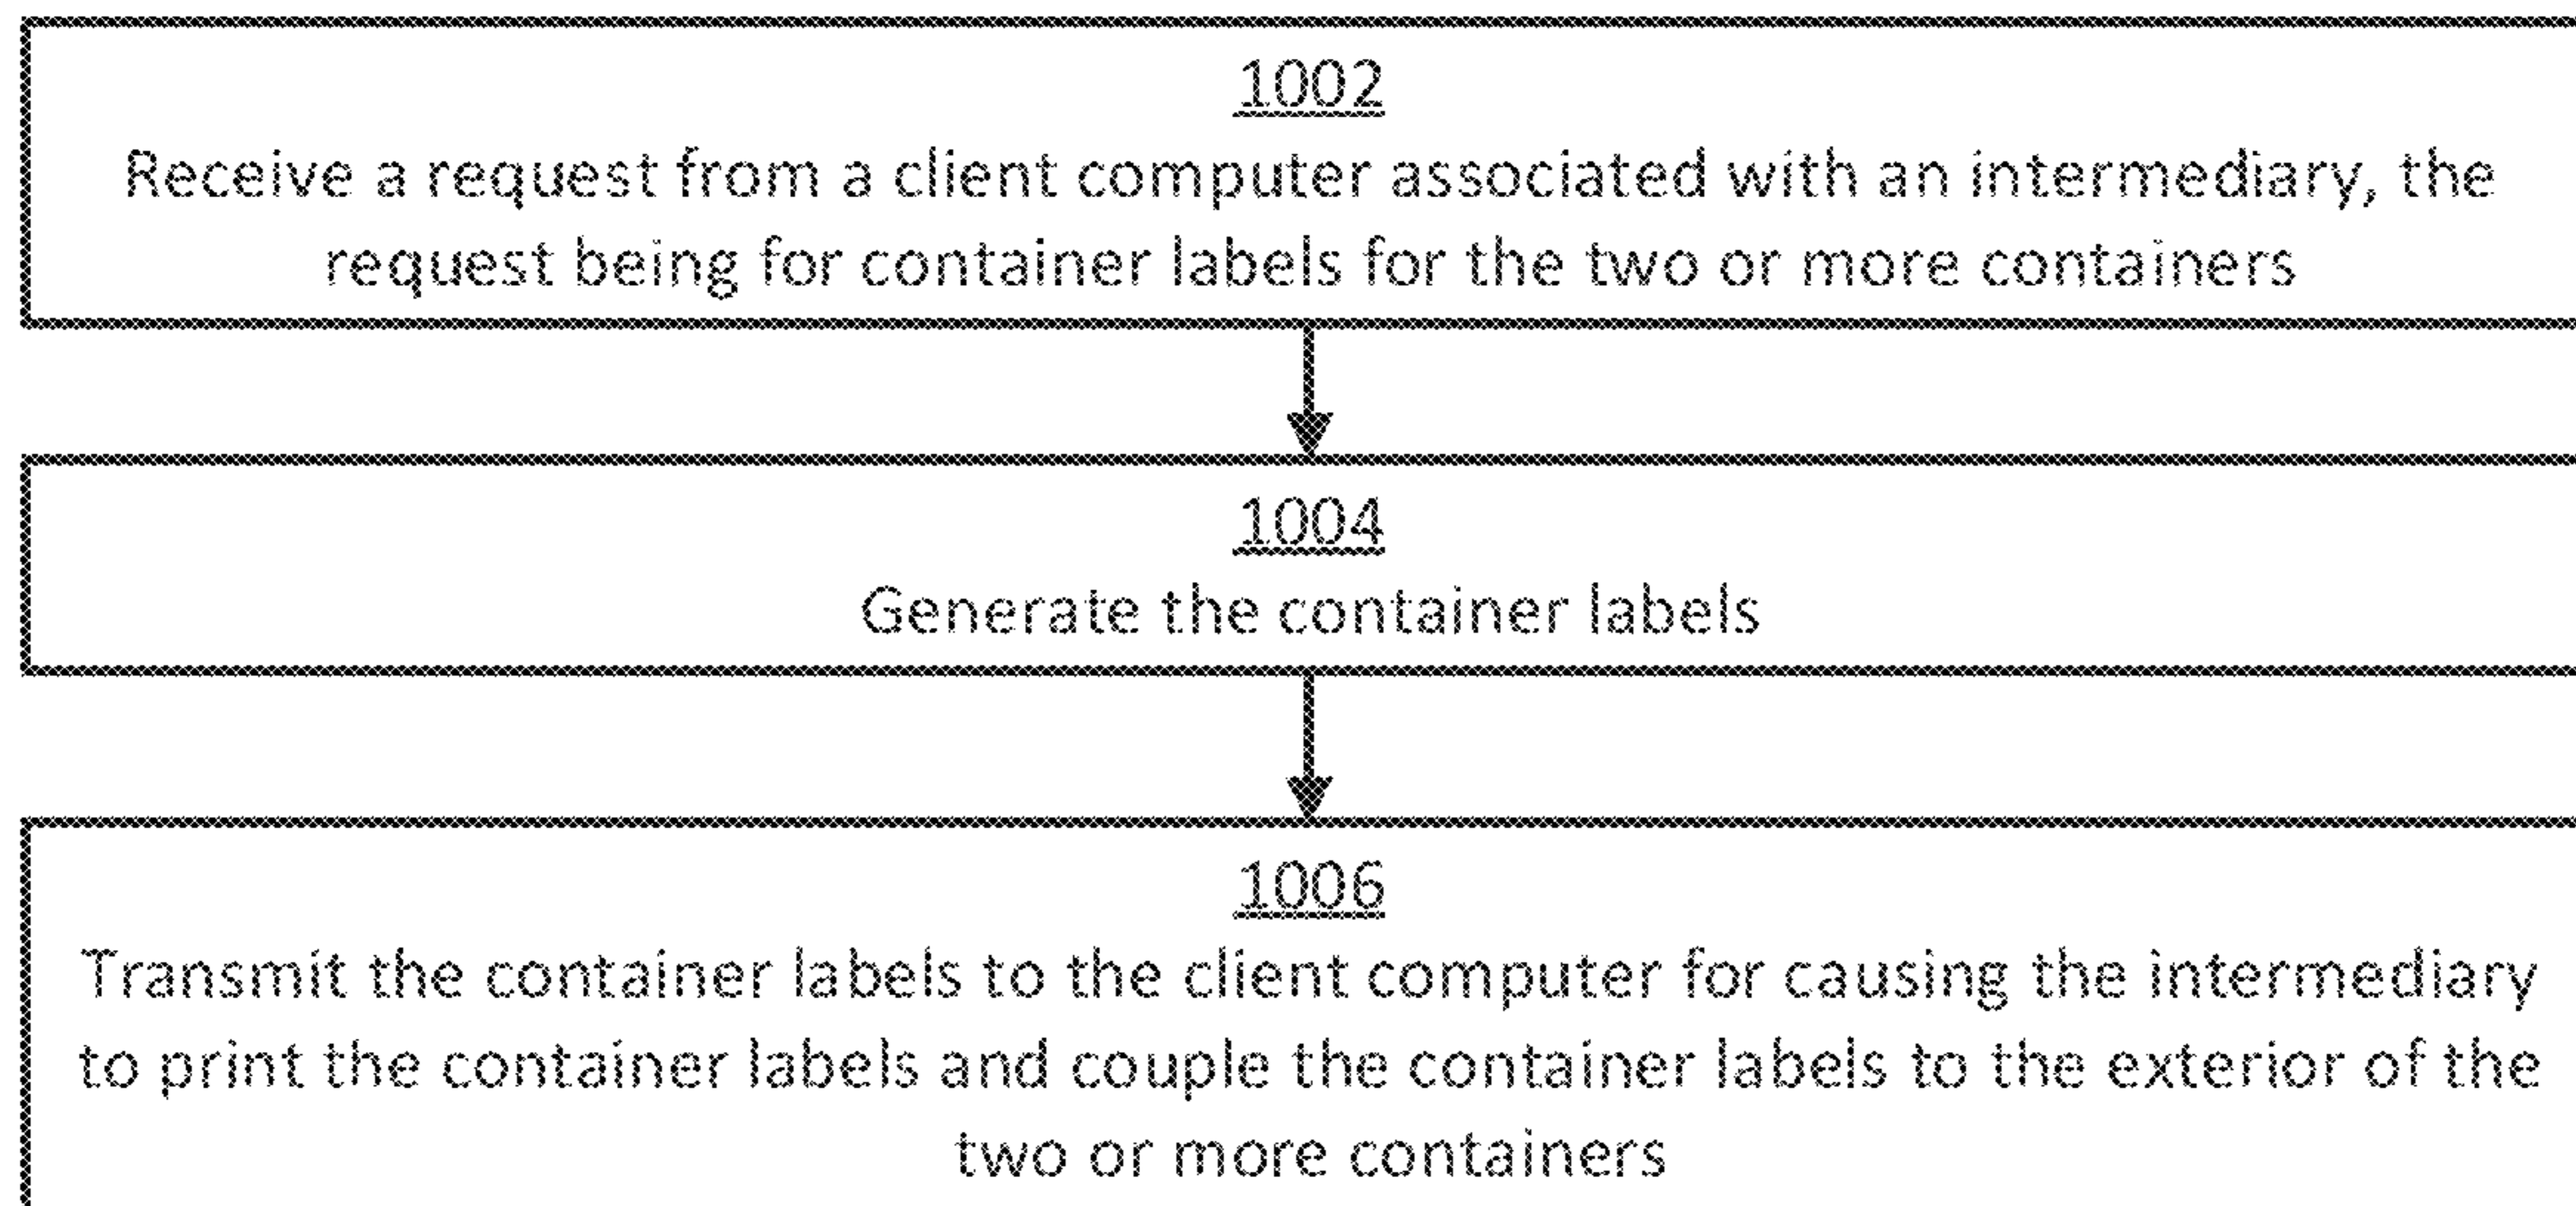 1002
Receive a request from a client computer associated with an intermediary, the
request being for container labels for the two or more containers
1004
Generate the container labels
1006
Transmit the container labels to the client computer for causing the intermediary
to print the container labels and couple the container labels to the exterior of the
two or more containers